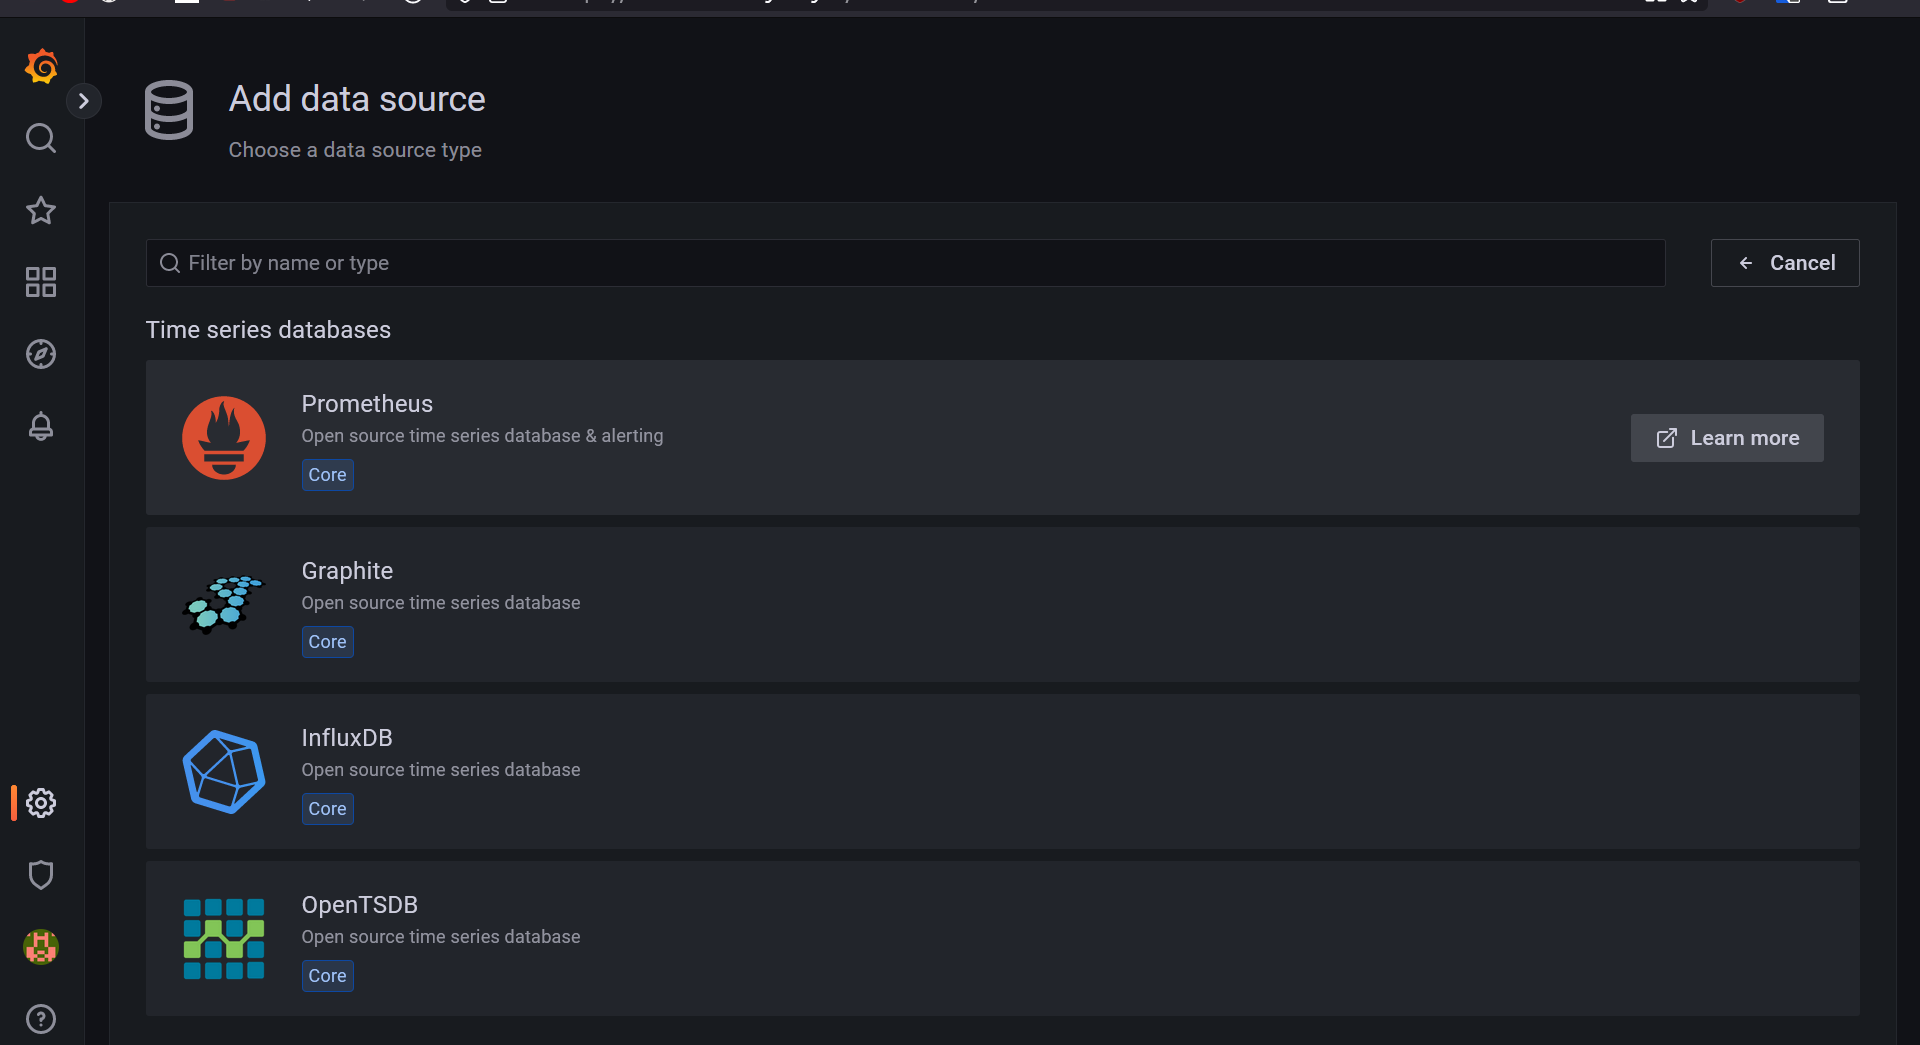 Add data source
Choose a data source type
Filter by name or type
Cancel
Time series databases
Prometheus
Open source time series database & alerting
Core
Learn more
Graphite
Open source time series database
Core
InfluxDB
Open source time series database
Core
OpenTSDB
Open source time series database
Core